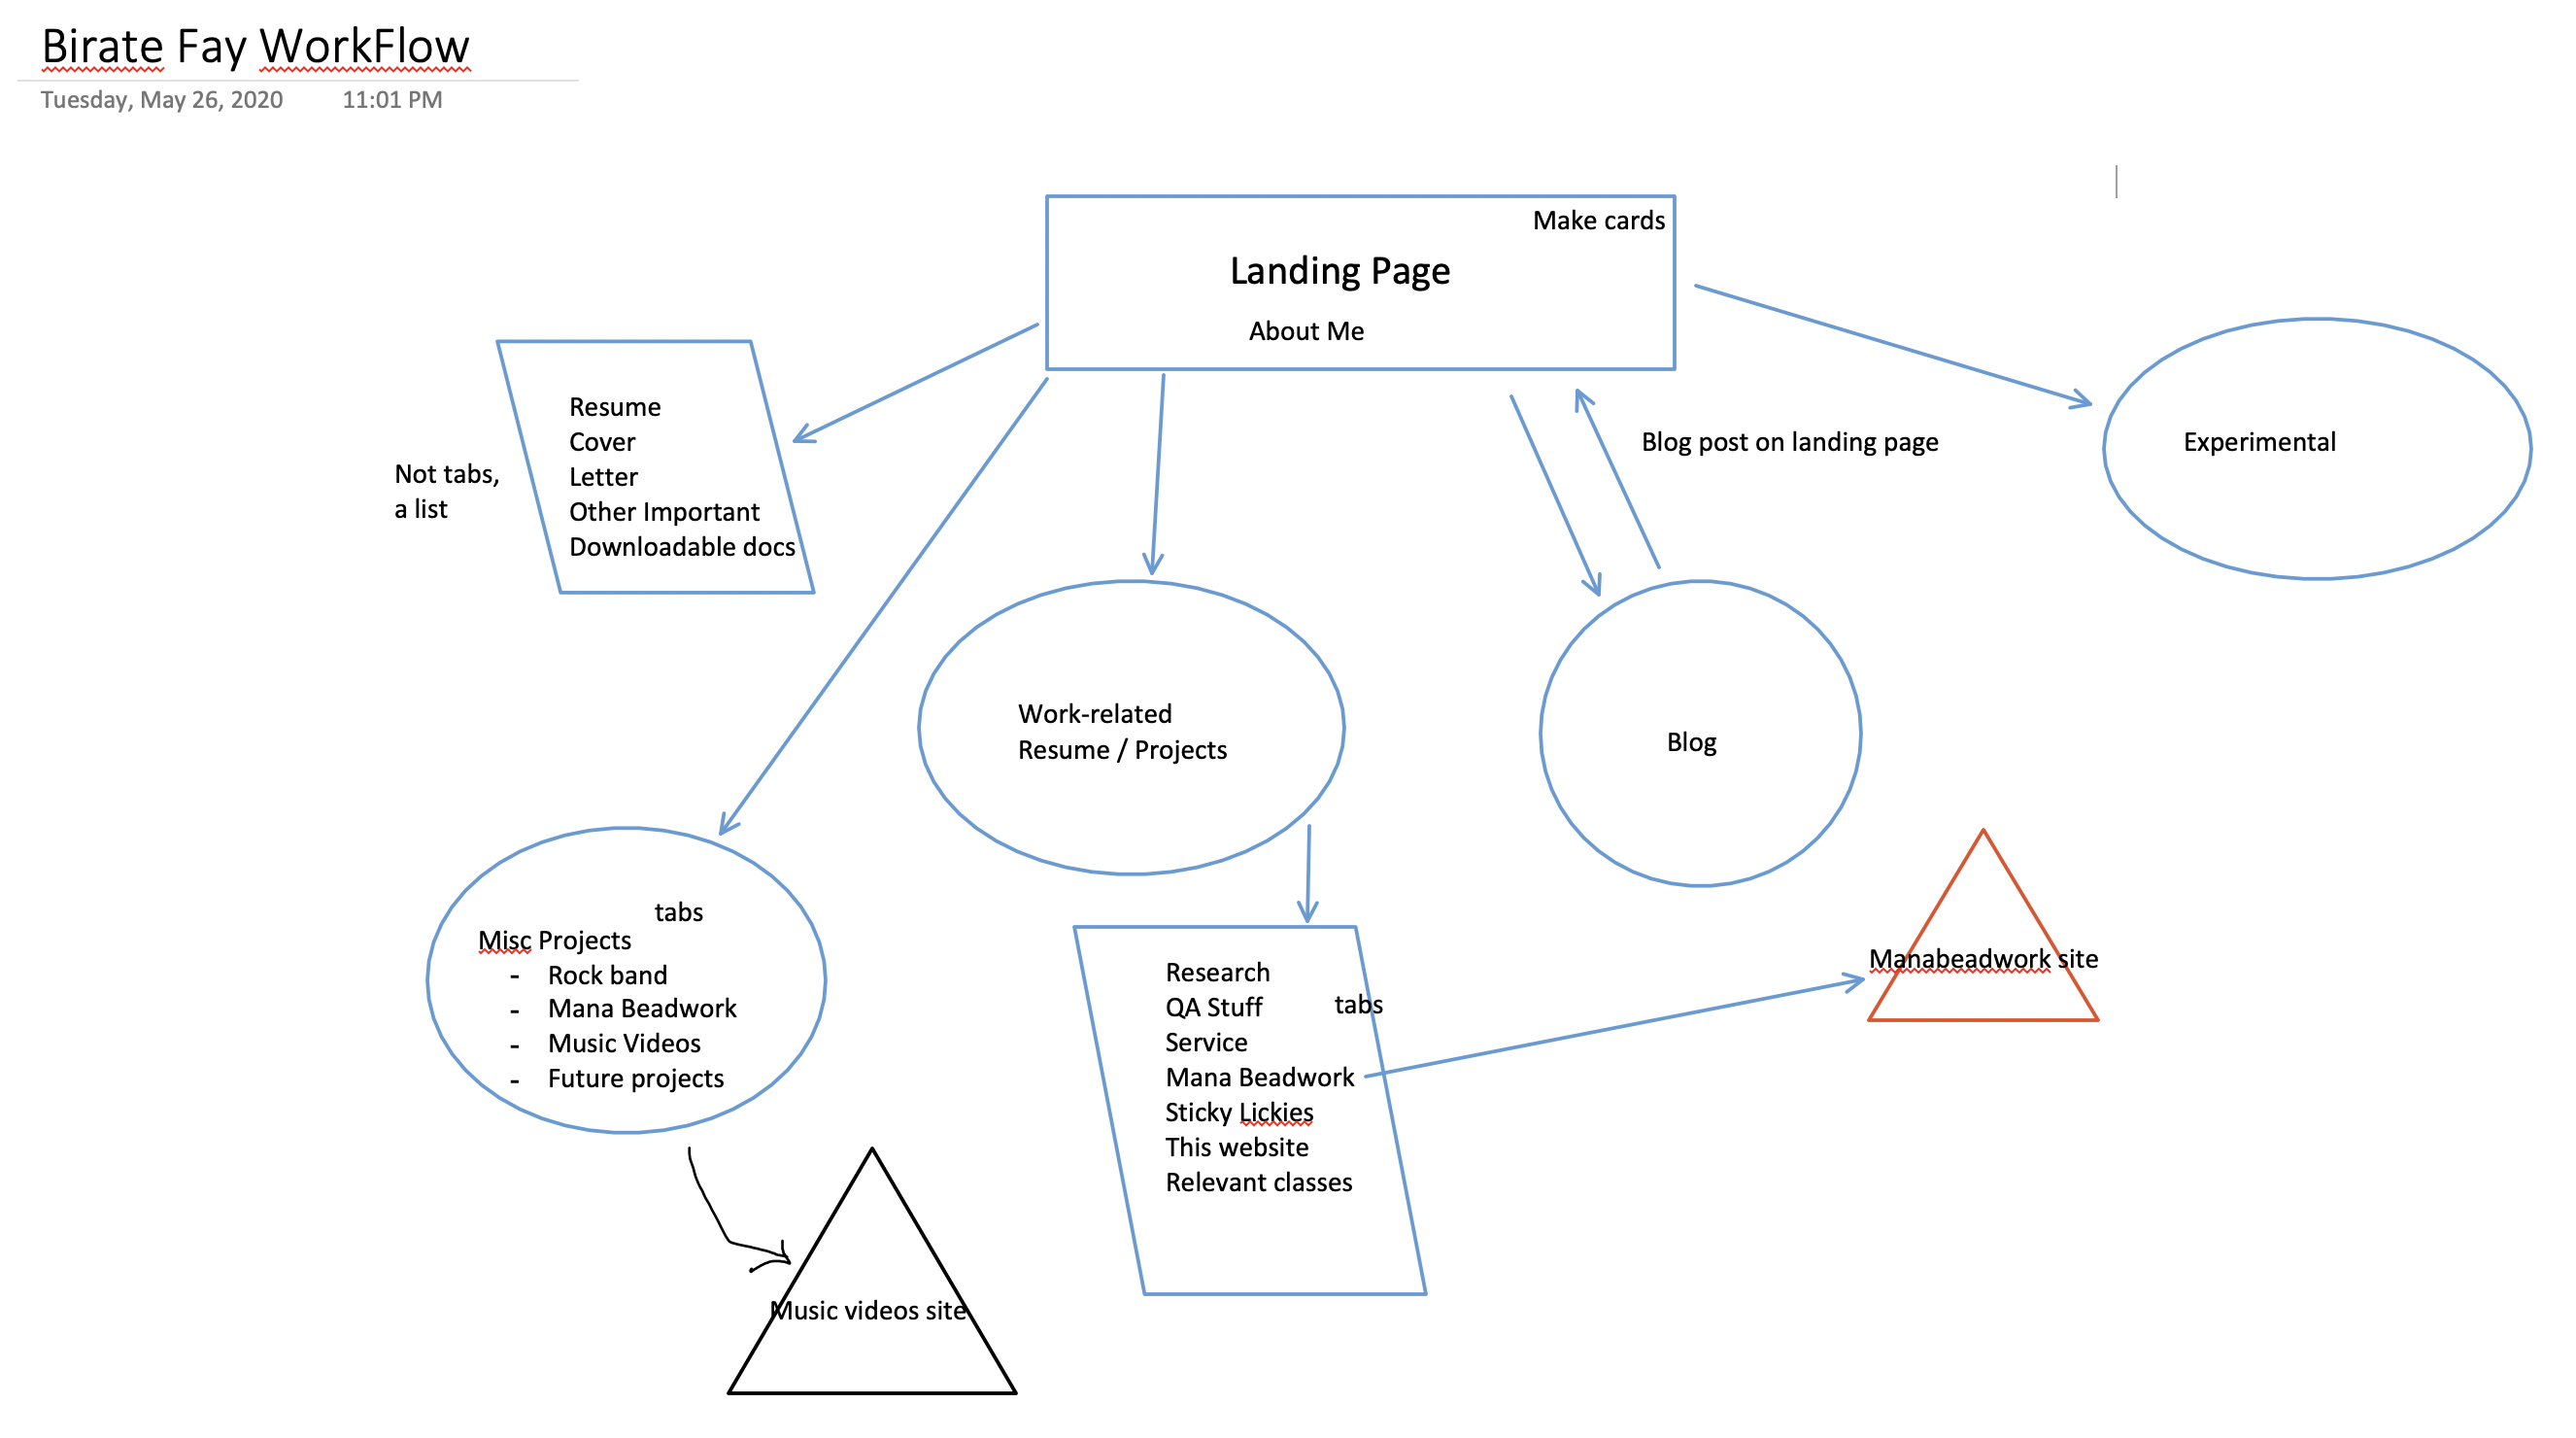 Birate Fay WorkFlow
Tuesday, May 26, 2020 11:01 PM
Make cards
Landing Page
About Me
Resume
Cover
Letter
Other Important
Downloadable docs
Not tabs,
a list
Blog post on landing page
Experimental
Work-related
Resume / Projects
Blog
tabs
Misc Projects
- Rock band
- Mana Beadwork
- Music Videos
- Future projects
Research
QA Stuff
tabs
Service
Mana Beadwork
Sticky Lickies
This website
Relevant classes
Manabeadwork site
Music videos site